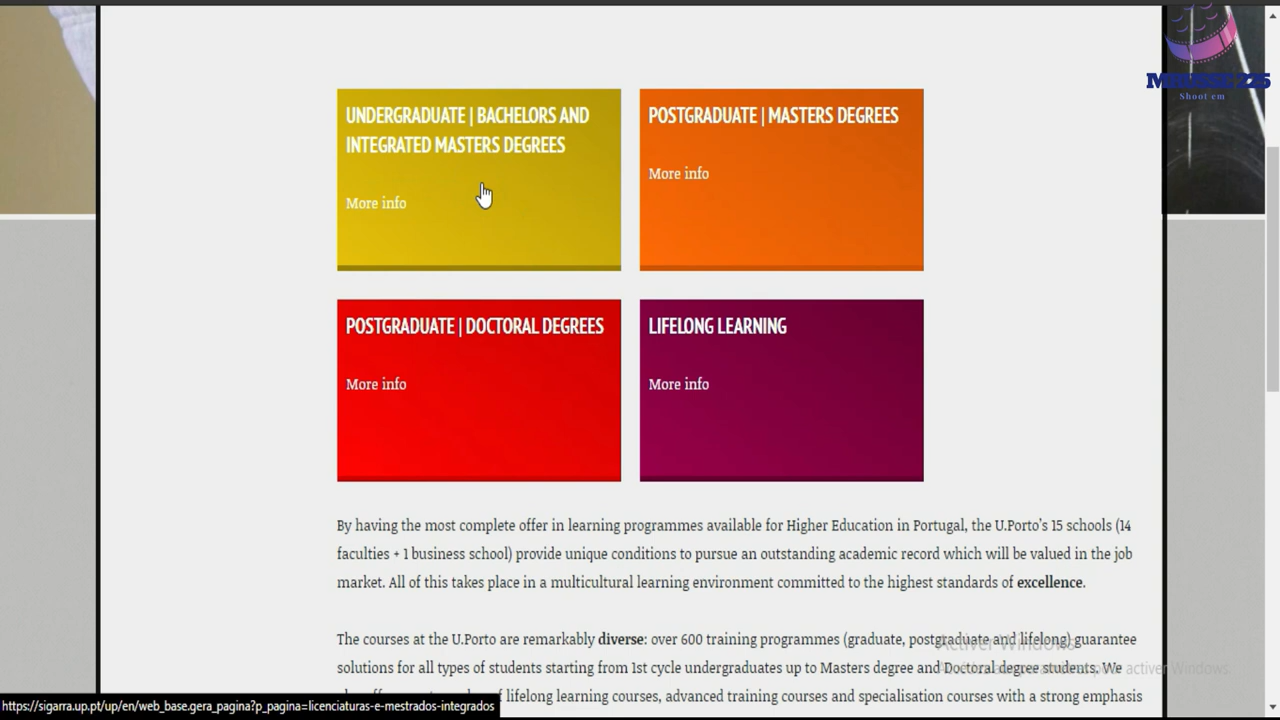 MOUSSE 225
Shoot em
UNDERGRADUATE | BACHELORS AND
INTEGRATED MASTERS DEGREES
More info
POSTGRADUATE | MASTERS DEGREES
More info
POSTGRADUATE | DOCTORAL DEGREES
More info
LIFELONG LEARNING
More info
By having the most complete offer in learning programmes available for Higher Education in Portugal, the U.Porto's 15 schools (14
faculties + 1 business school) provide unique conditions to pursue an outstanding academic record which will be valued in the job
market. All of this takes place in a multicultural learning environment committed to the highest standards of excellence.
The courses at the U.Porto are remarkably diverse: over 600 training programmes (graduate, postgraduate and lifelong) guarantee
solutions for all types of students starting from 1st cycle undergraduates up to Masters degree and Doctoral degree students. We
lifelong learning courses, advanced training courses and specialisation courses with a strong emphasis
Activer Windows
activer Windows.
https://sigarra.up.pt/up/en/web_base.gera_pagina?p_pagina=licenciaturas-e-mestrados-integrados